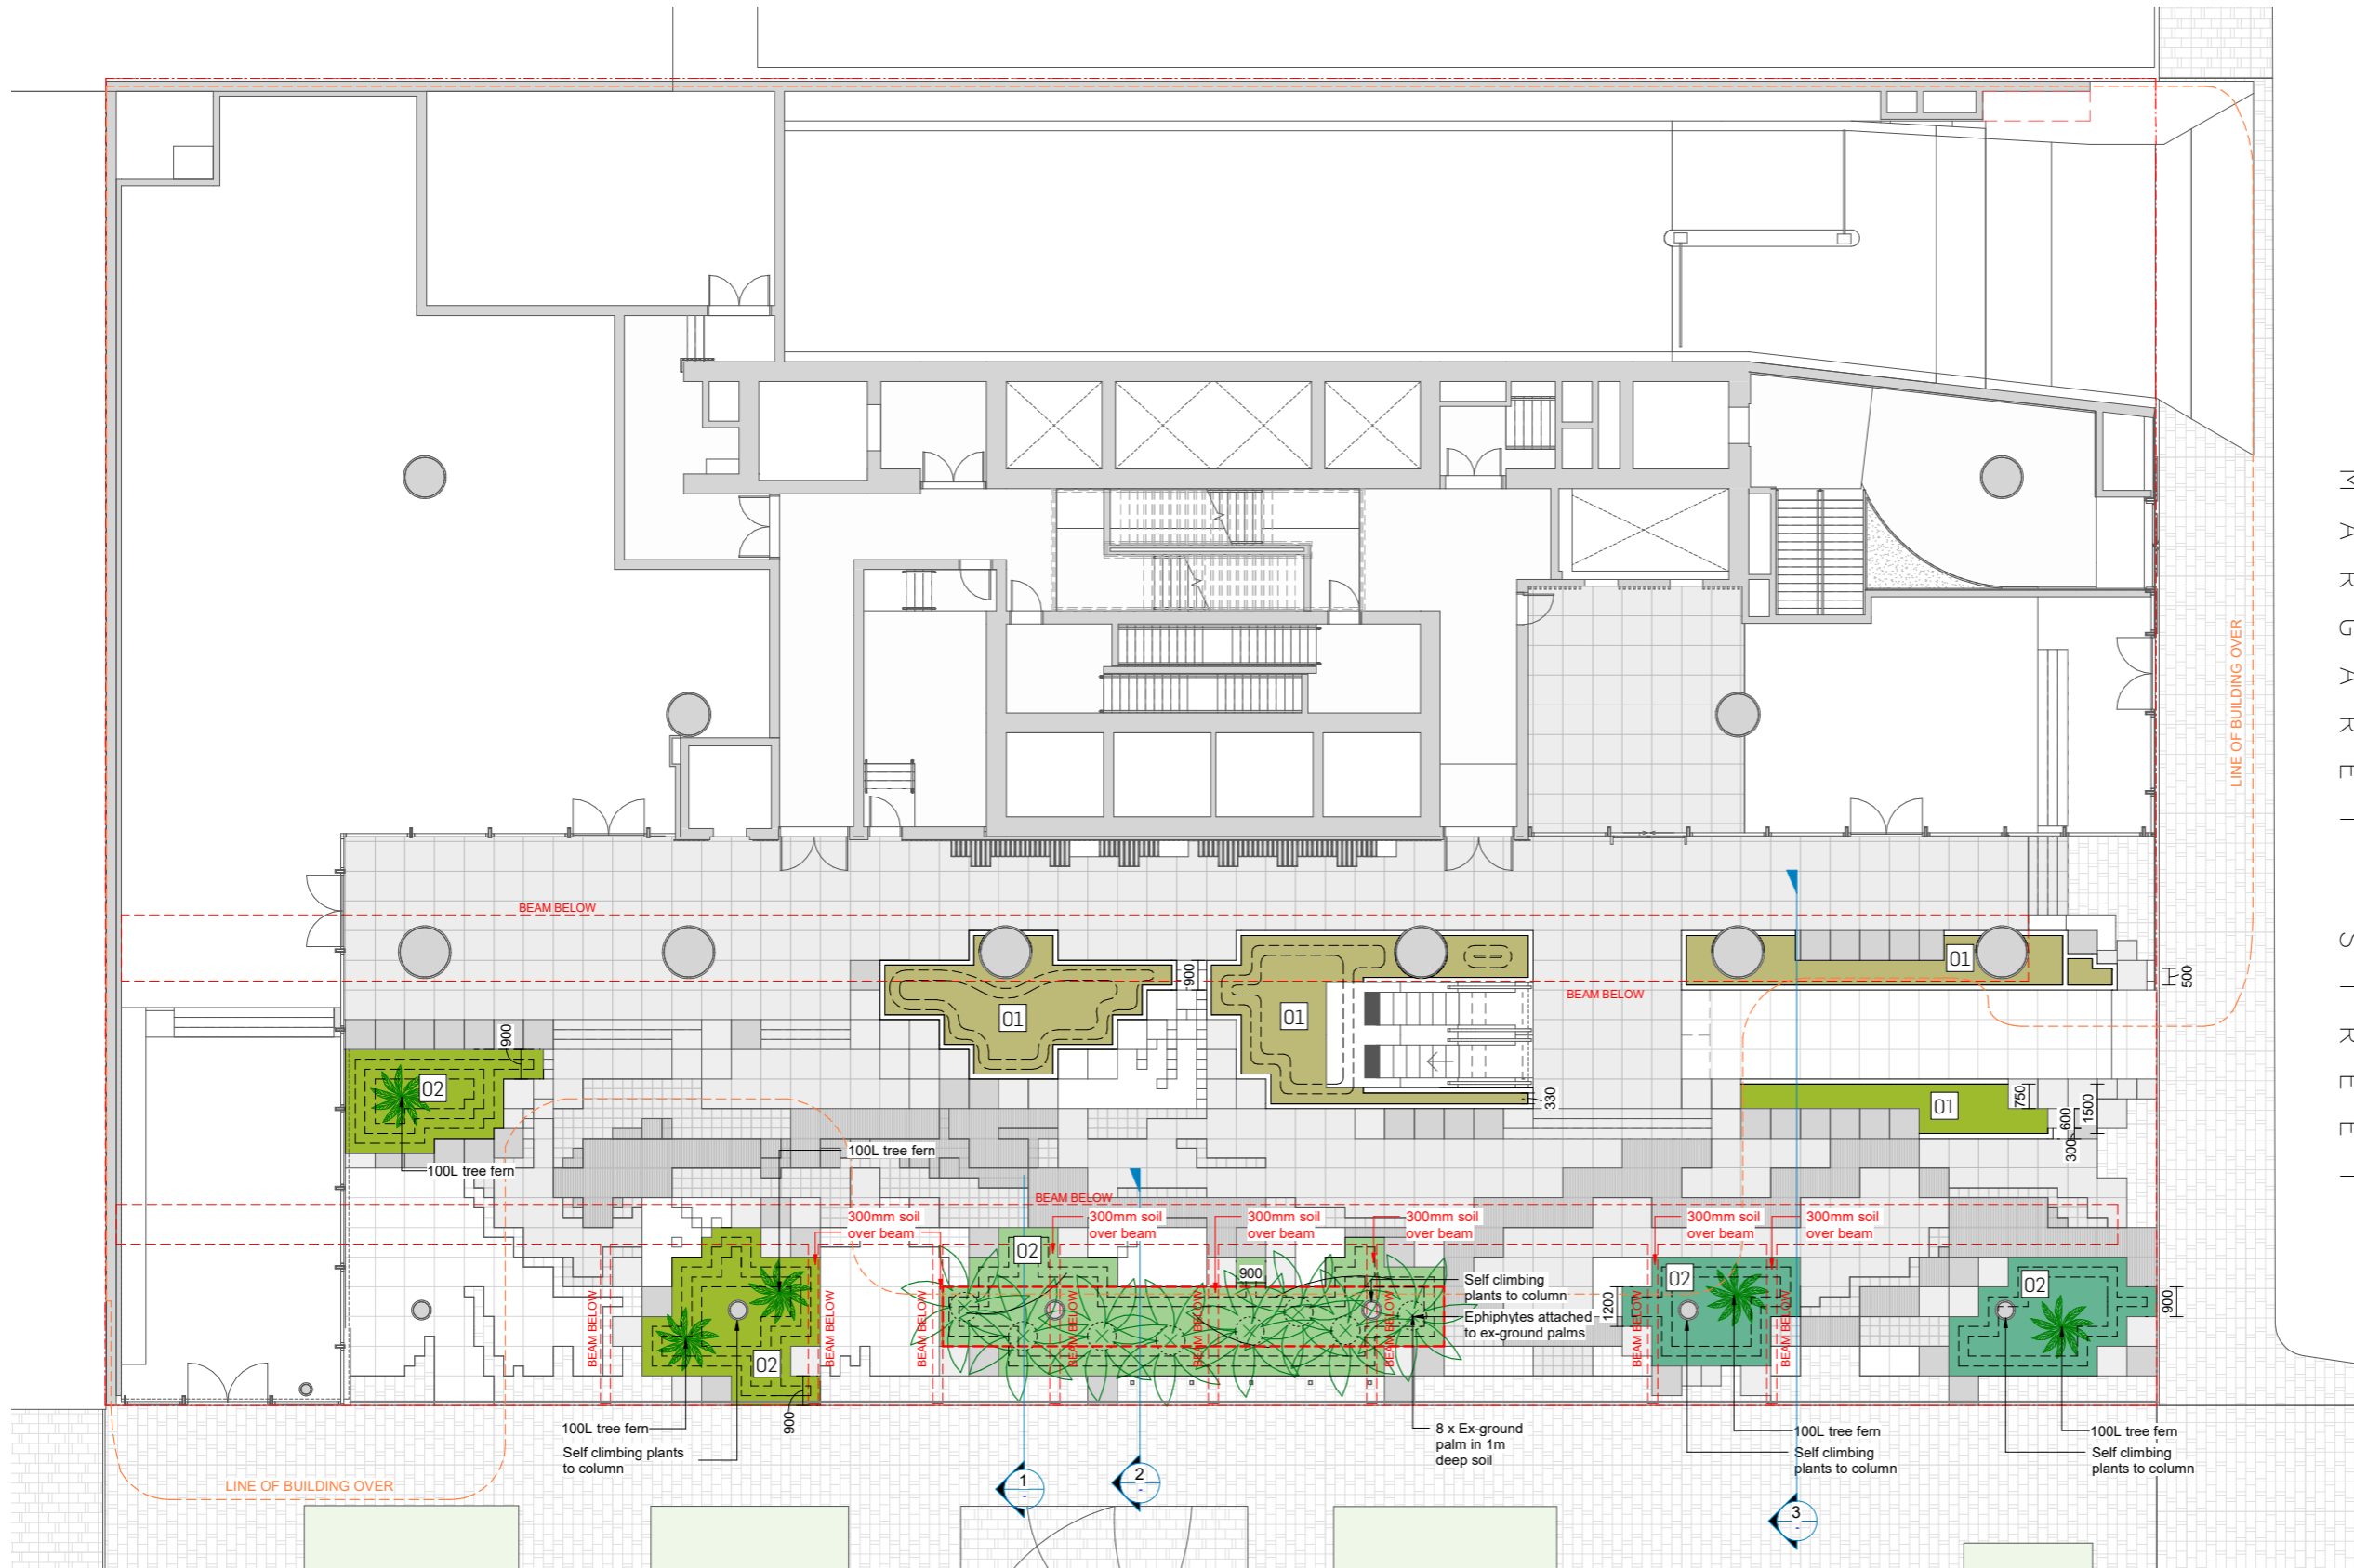 MARGARET STREET
LINE OF BUILDING OVER
BEAM BELOW
01
900
500
BEAM BELOW
01
01
900
02
01
330
750
600
1500
300
100L tree fern
100L tree fern
BEAM BELOW
300mm soil
over beam
300mm soil
over beam
300mm soil
over beam
300mm soil
over beam
300mm soil
over beam
300mm soil
over beam
02
900
Self climbing
plants to column
Ephiphytes attached
to ex-ground palms
02
02
1200
900
BEAM BELOW
BEAM BELOW
BEAM BELOW
BEAM BELOW
BEAM BELOW
BEAM BELOW
BEAM BELOW
BEAM BELOW
02
900
100L tree fern
Self climbing plants
to column
8 x Ex-ground
palm in 1m
deep soil
100L tree fern
Self climbing
plants to column
100L tree fern
Self climbing
plants to column
LINE OF BUILDING OVER
1
-
2
-
3
-